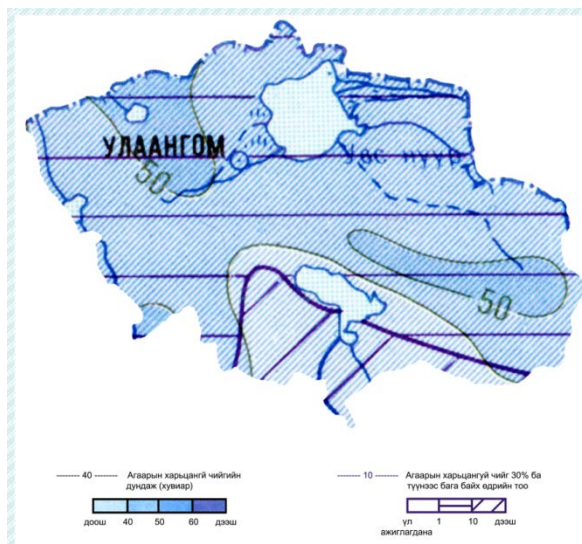 УЛААНГОМ
УВС НУУР
50
50
-------- 40 -------- Агаарын харьцангй чийгийн
дундаж (хувиар)
доош 40 50 60 дээш
-------- 10 -------- Агаарын харьцангуй чийг 30% ба
түүнээс бага байх өдрийн тоо
үл 1 10 дээш
ажиглагдана